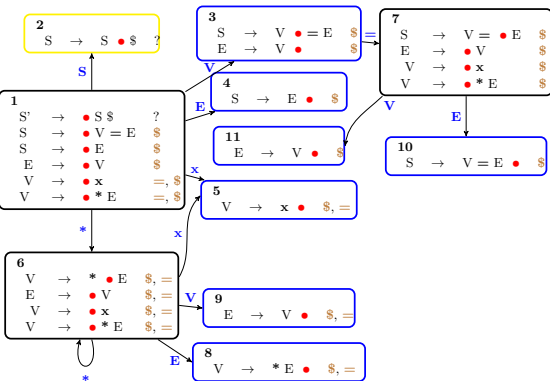 2
S → S • $ ?
3
S → V • = E $
E → V • $
7
S → V = • E $
E → • V $
V → • x $
V → • * E $
=
S
V
4
S → E • $
E
1
S' → • S $ ?
S → • V = E $
S → • E $
E → • V $
V → • x =, $
V → • * E =, $
V
E
11
E → V • $
10
S → V = E • $
x
5
V → x • $, =
*
x
6
V → * • E $, =
E → • V $, =
V → • x $, =
V → • * E $, =
V
9
E → V • $, =
E
8
V → * E • $, =
*